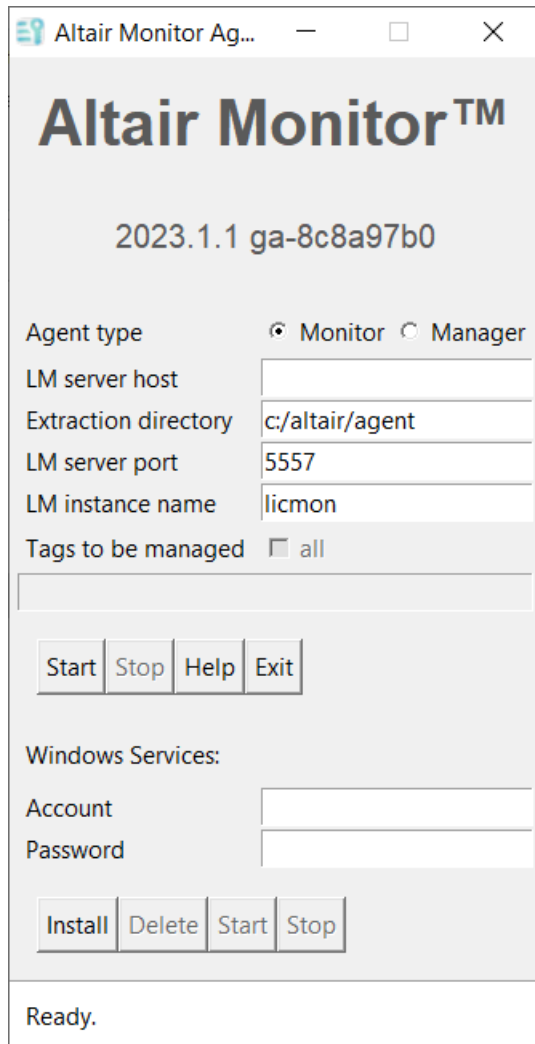 Altair Monitor Ag...
Altair Monitor™
2023.1.1 ga-8c8a97b0
Agent type Monitor Manager
LM server host
Extraction directory c:/altair/agent
LM server port 5557
LM instance name licmon
Tags to be managed all
Start Stop Help Exit
Windows Services:
Account
Password
Install Delete Start Stop
Ready.